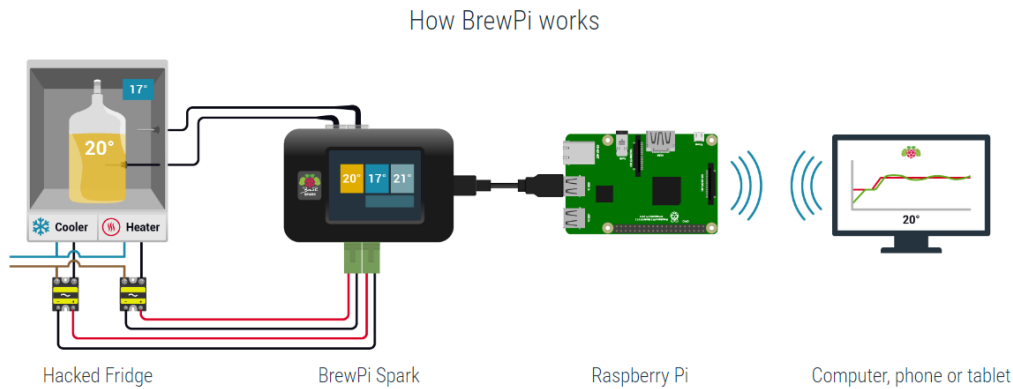 How BrewPi works
17°
20°
Cooler
Heater
20° 17° 21°
20°
Hacked Fridge
BrewPi Spark
Raspberry Pi
Computer, phone or tablet